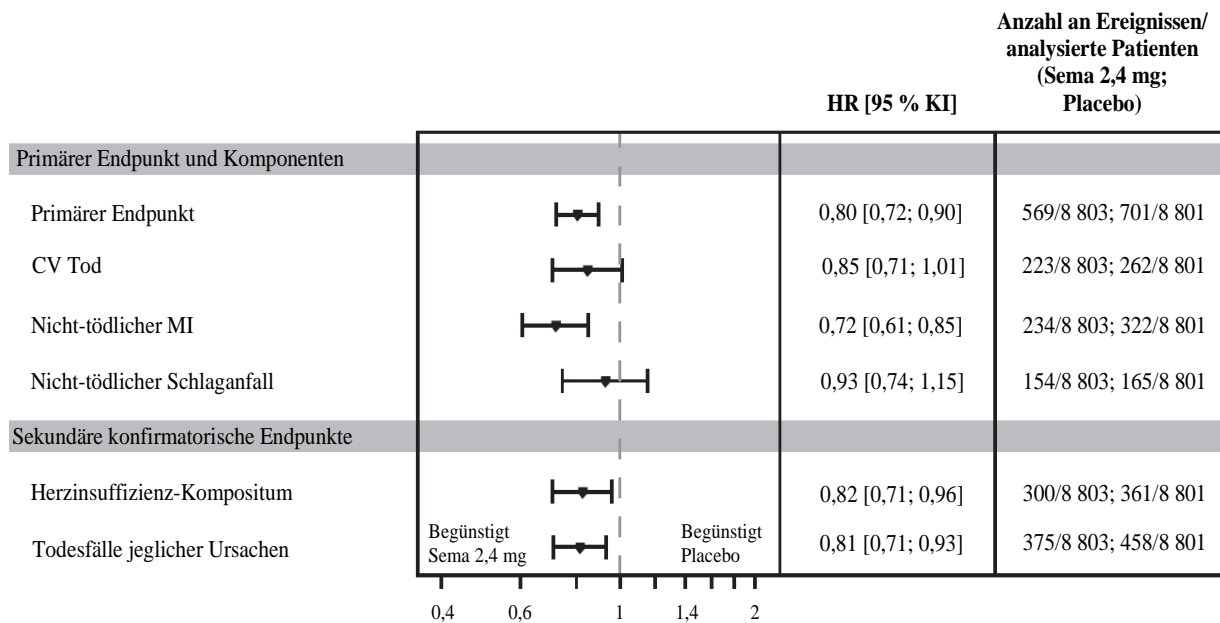 Anzahl an Ereignissen/
analysierte Patienten
(Sema 2,4 mg;
Placebo)
HR [95 % KI]
Primärer Endpunkt und Komponenten
Primärer Endpunkt 0,80 [0,72; 0,90] 569/8 803; 701/8 801
CV Tod 0,85 [0,71; 1,01] 223/8 803; 262/8 801
Nicht-tödlicher MI 0,72 [0,61; 0,85] 234/8 803; 322/8 801
Nicht-tödlicher Schlaganfall 0,93 [0,74; 1,15] 154/8 803; 165/8 801
Sekundäre konfirmatorische Endpunkte
Herzinsuffizienz-Kompositum 0,82 [0,71; 0,96] 300/8 803; 361/8 801
Todesfälle jeglicher Ursachen 0,81 [0,71; 0,93] 375/8 803; 458/8 801
Begünstigt
Sema 2,4 mg
Begünstigt
Placebo
0,4 0,6 1 1,4 2